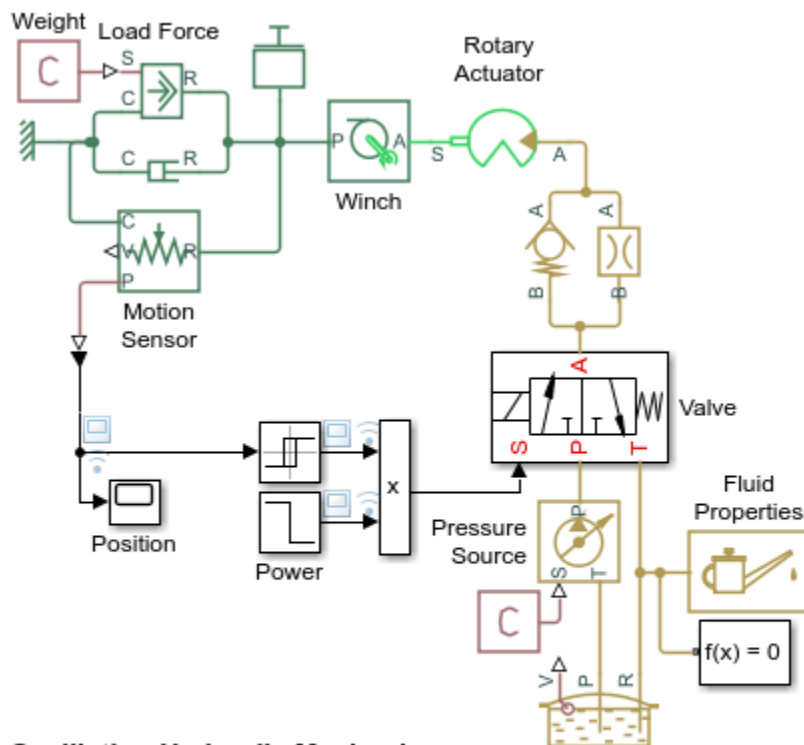 Weight
Load Force
Rotary
Actuator
C
S
R
C
C
R
P
A
S
A
Winch
A
A
C
V
R
P
B
B
Motion
Sensor
A
Valve
S
P
T
x
Position
Power
Pressure
Source
P
S
T
Fluid
Properties
C
f(x) = 0
V
P
R